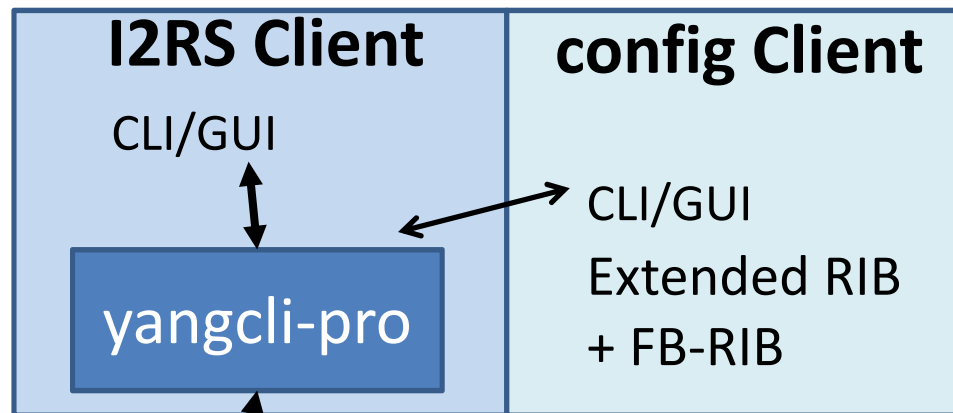 I2RS Client
CLI/GUI
yangcli-pro
config Client
CLI/GUI
Extended RIB
+ FB-RIB